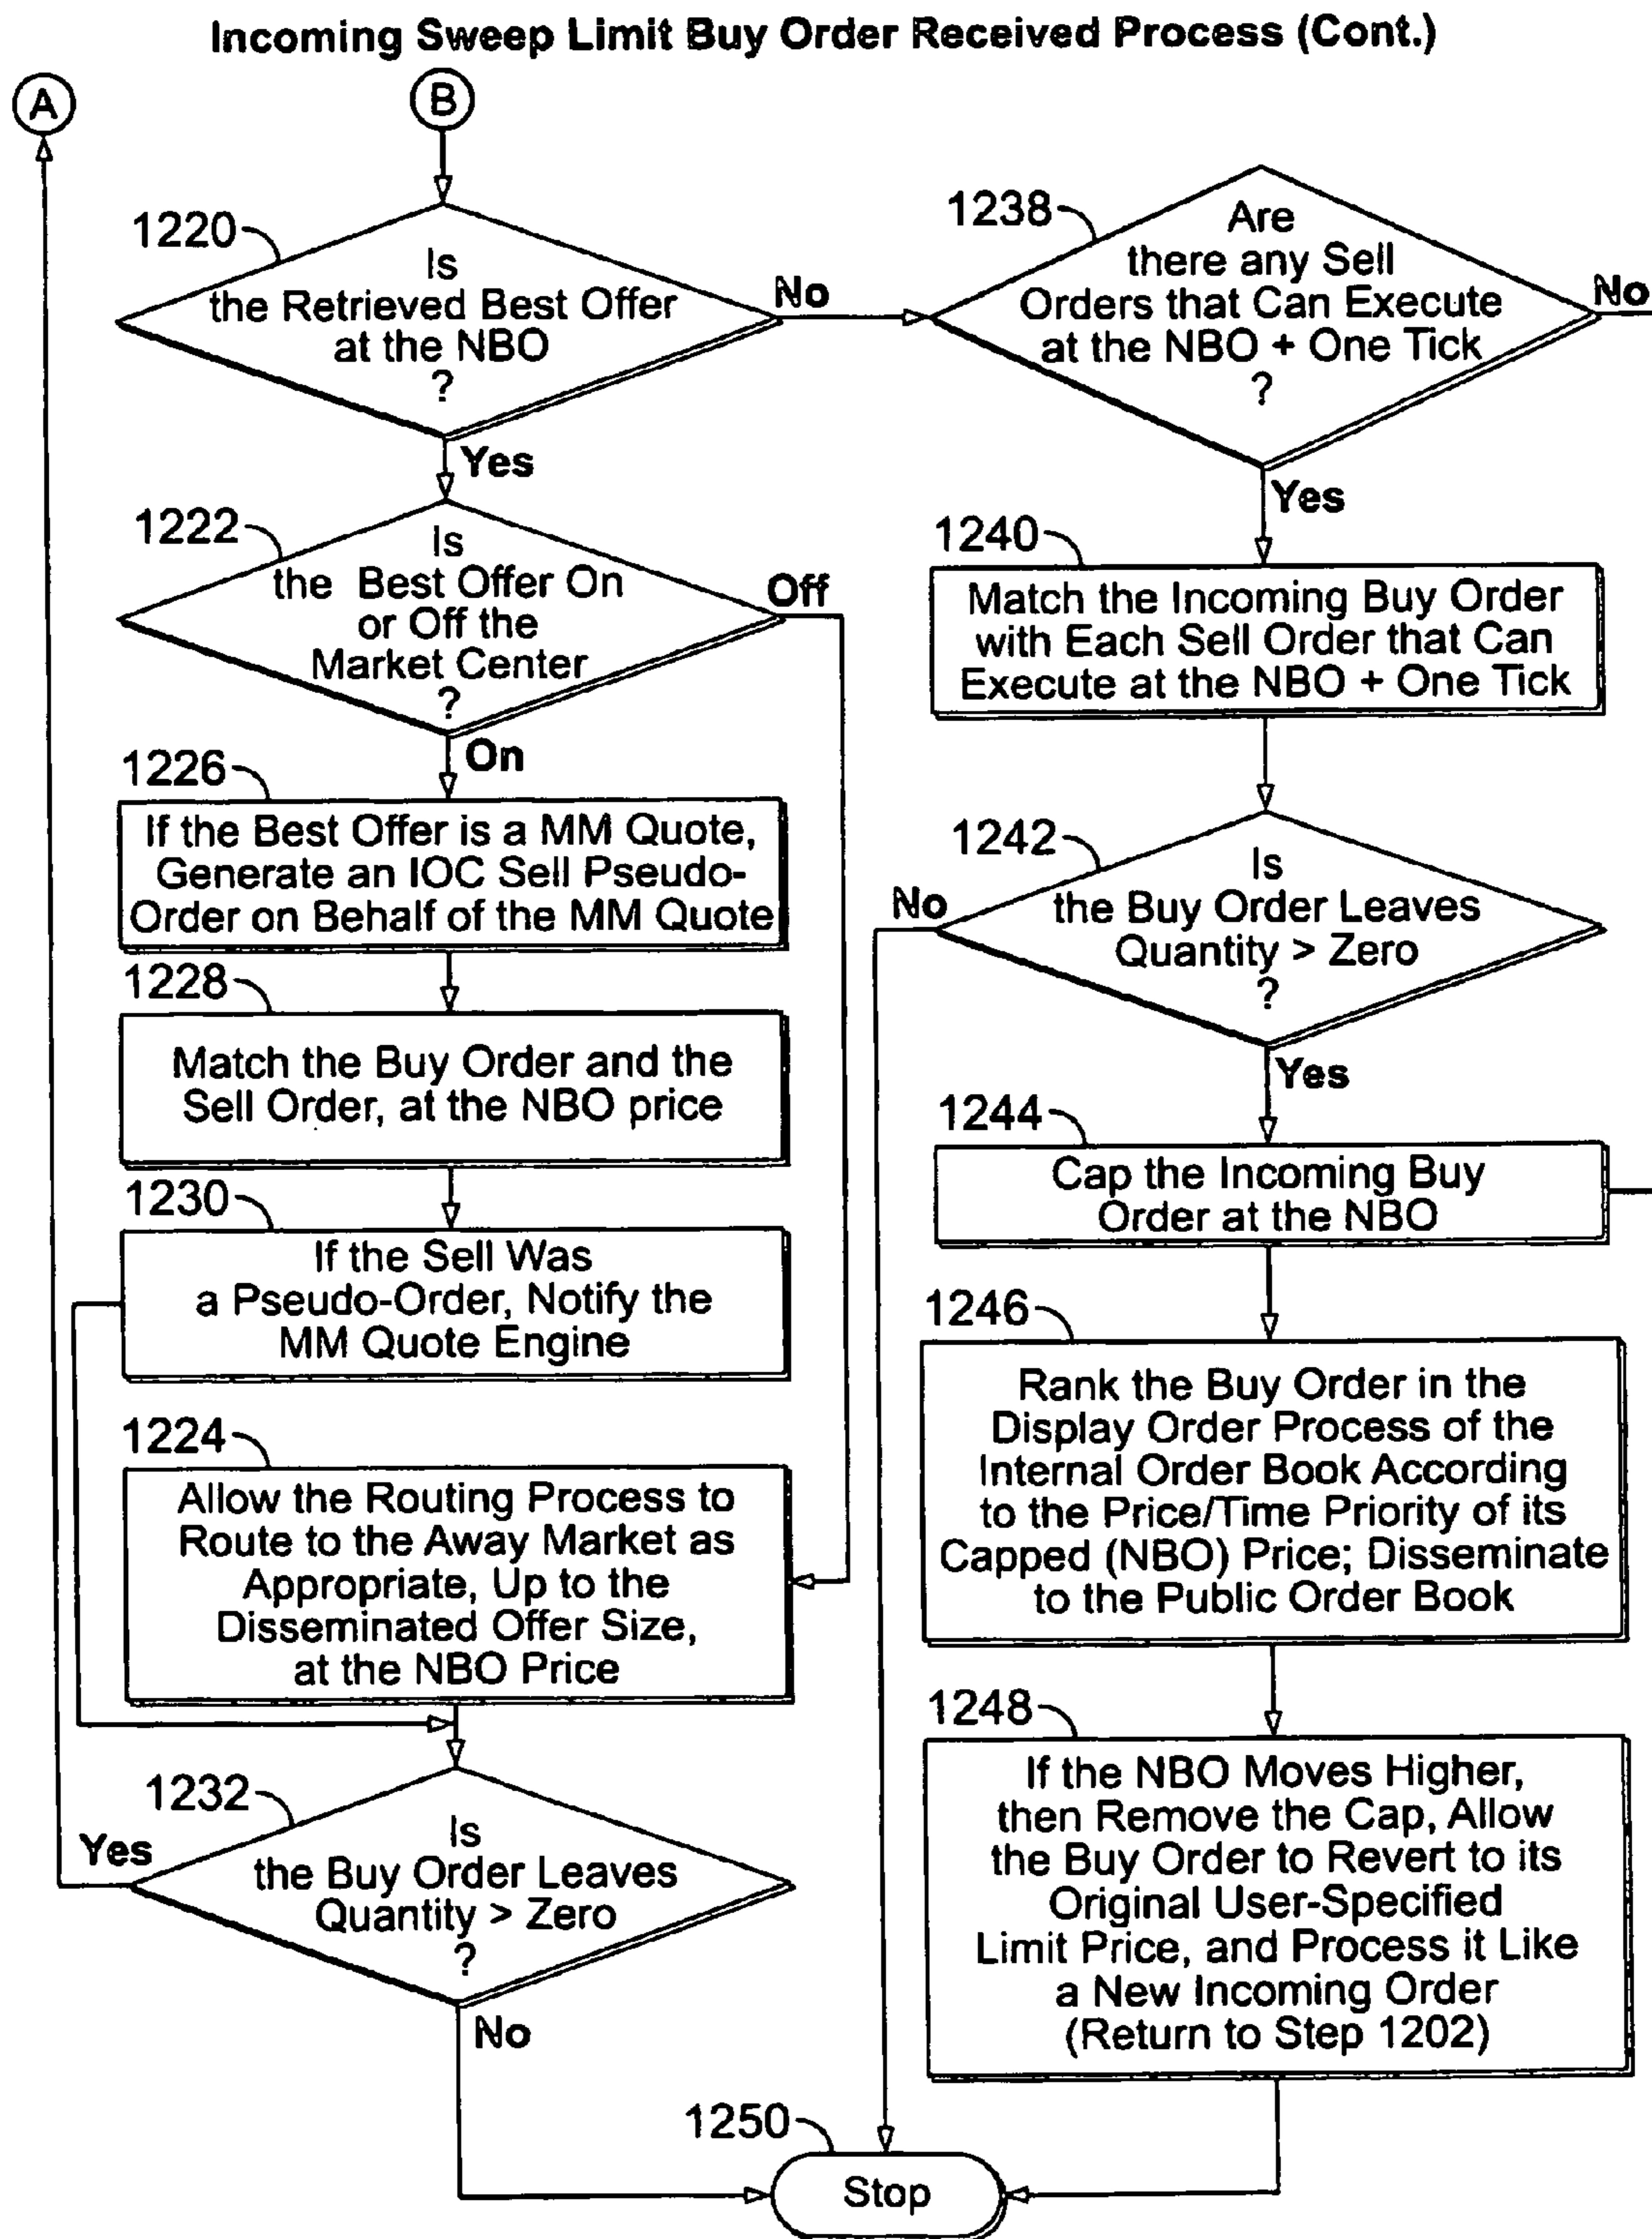 Incoming Sweep Limit Buy Order Received Process (Cont.)
A
B
1220
Is
the Retrieved Best Offer
at the NBO
?
No
Yes
1222
Is
the Best Offer On
or Off the
Market Center
?
Off
On
1226
If the Best Offer is a MM Quote,
Generate an IOC Sell Pseudo-
Order on Behalf of the MM Quote
1228
Match the Buy Order and the
Sell Order, at the NBO price
1230
If the Sell Was
a Pseudo-Order, Notify the
MM Quote Engine
1224
Allow the Routing Process to
Route to the Away Market as
Appropriate, Up to the
Disseminated Offer Size,
at the NBO Price
1232
Is
the Buy Order Leaves
Quantity > Zero
?
Yes
No
1238
Are
there any Sell
Orders that Can Execute
at the NBO + One Tick
?
No
Yes
1240
Match the Incoming Buy Order
with Each Sell Order that Can
Execute at the NBO + One Tick
1242
Is
the Buy Order Leaves
Quantity > Zero
?
No
Yes
1244
Cap the Incoming Buy
Order at the NBO
1246
Rank the Buy Order in the
Display Order Process of the
Internal Order Book According
to the Price/Time Priority of its
Capped (NBO) Price; Disseminate
to the Public Order Book
1248
If the NBO Moves Higher,
then Remove the Cap, Allow
the Buy Order to Revert to its
Original User-Specified
Limit Price, and Process it Like
a New Incoming Order
(Return to Step 1202)
1250
Stop